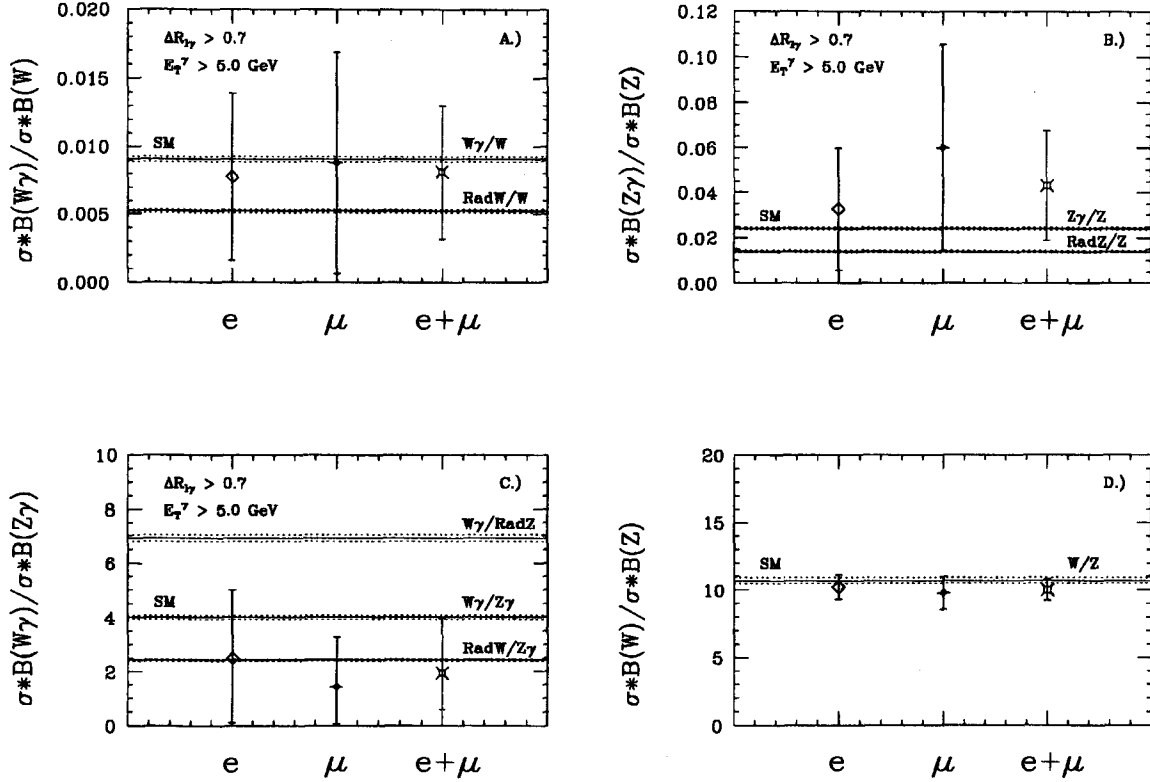 σ*B(Wγ)/σ*B(W)
0.020
0.015
0.010
0.005
0.000
ΔR_lγ > 0.7
E_T^γ > 5.0 GeV
A.)
SM
Wγ/W
RadW/W
e
μ
e+μ
σ*B(Zγ)/σ*B(Z)
0.12
0.10
0.08
0.06
0.04
0.02
0.00
ΔR_lγ > 0.7
E_T^γ > 5.0 GeV
B.)
SM
Zγ/Z
RadZ/Z
e
μ
e+μ
σ*B(Wγ)/σ*B(Zγ)
10
8
6
4
2
0
ΔR_lγ > 0.7
E_T^γ > 5.0 GeV
C.)
Wγ/RadZ
SM
Wγ/Zγ
RadW/Zγ
e
μ
e+μ
σ*B(W)/σ*B(Z)
20
15
10
5
0
D.)
SM
W/Z
e
μ
e+μ